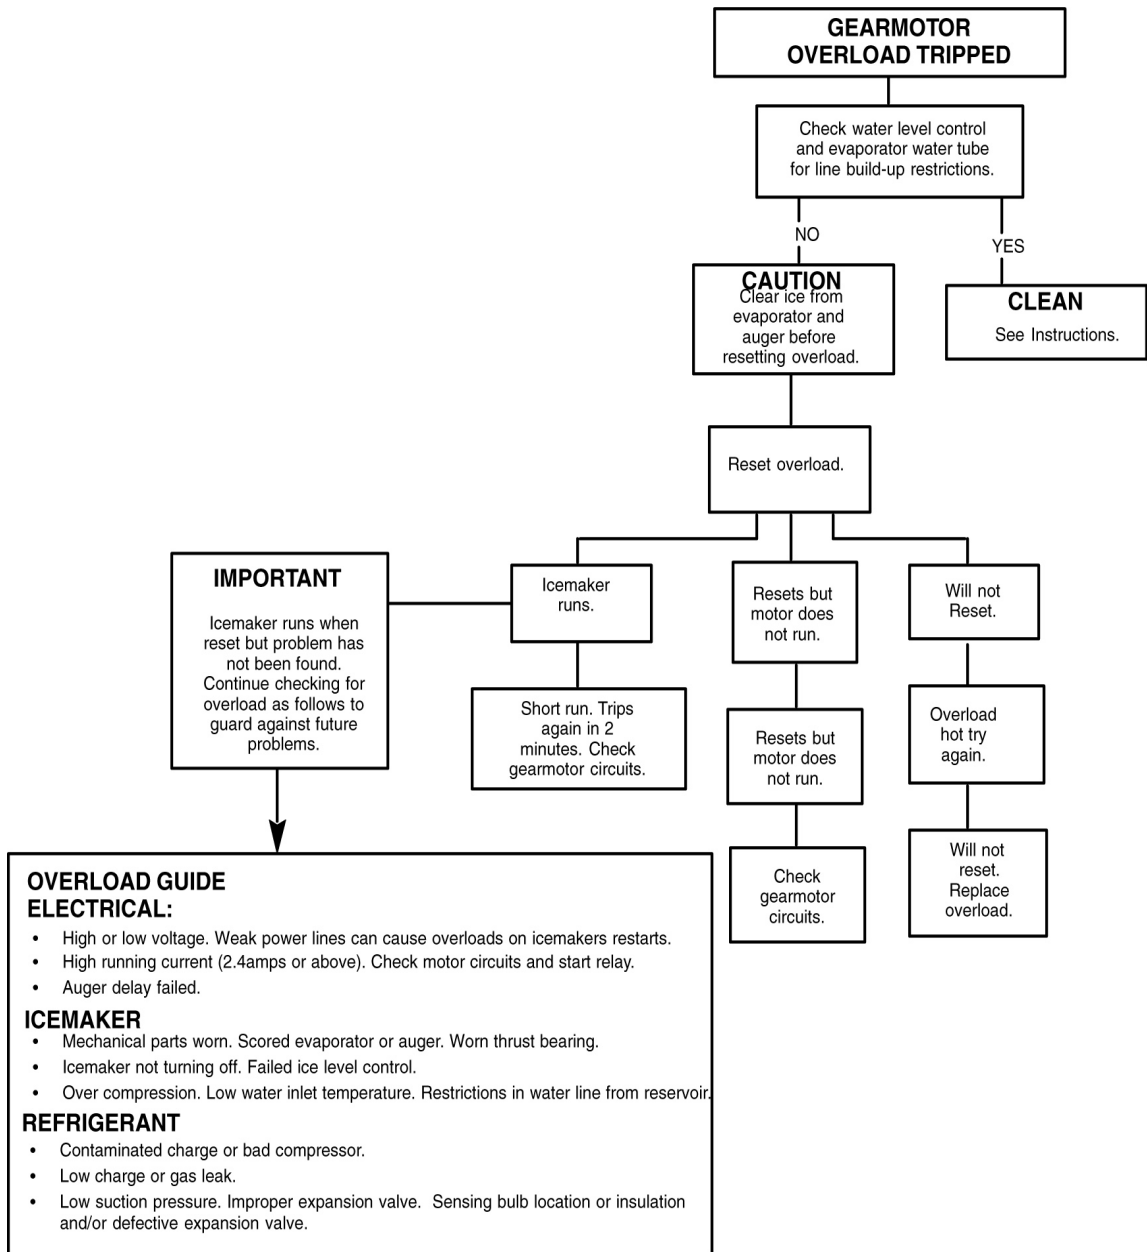 GEARMOTOR
OVERLOAD TRIPPED
Check water level control
and evaporator water tube
for line build-up restrictions.
NO
YES
CAUTION
Clear ice from
evaporator and
auger before
resetting overload.
CLEAN
See Instructions.
Reset overload.
IMPORTANT
Icemaker runs when
reset but problem has
not been found.
Continue checking for
overload as follows to
guard against future
problems.
Icemaker
runs.
Short run. Trips
again in 2
minutes. Check
gearmotor circuits.
Resets but
motor does
not run.
Resets but
motor does
not run.
Check
gearmotor
circuits.
Will not
Reset.
Overload
hot try
again.
Will not
reset.
Replace
overload.
OVERLOAD GUIDE
ELECTRICAL:
• High or low voltage. Weak power lines can cause overloads on icemakers restarts.
• High running current (2.4amps or above). Check motor circuits and start relay.
• Auger delay failed.
ICEMAKER
• Mechanical parts worn. Scored evaporator or auger. Worn thrust bearing.
• Icemaker not turning off. Failed ice level control.
• Over compression. Low water inlet temperature. Restrictions in water line from reservoir.
REFRIGERANT
• Contaminated charge or bad compressor.
• Low charge or gas leak.
• Low suction pressure. Improper expansion valve. Sensing bulb location or insulation
and/or defective expansion valve.